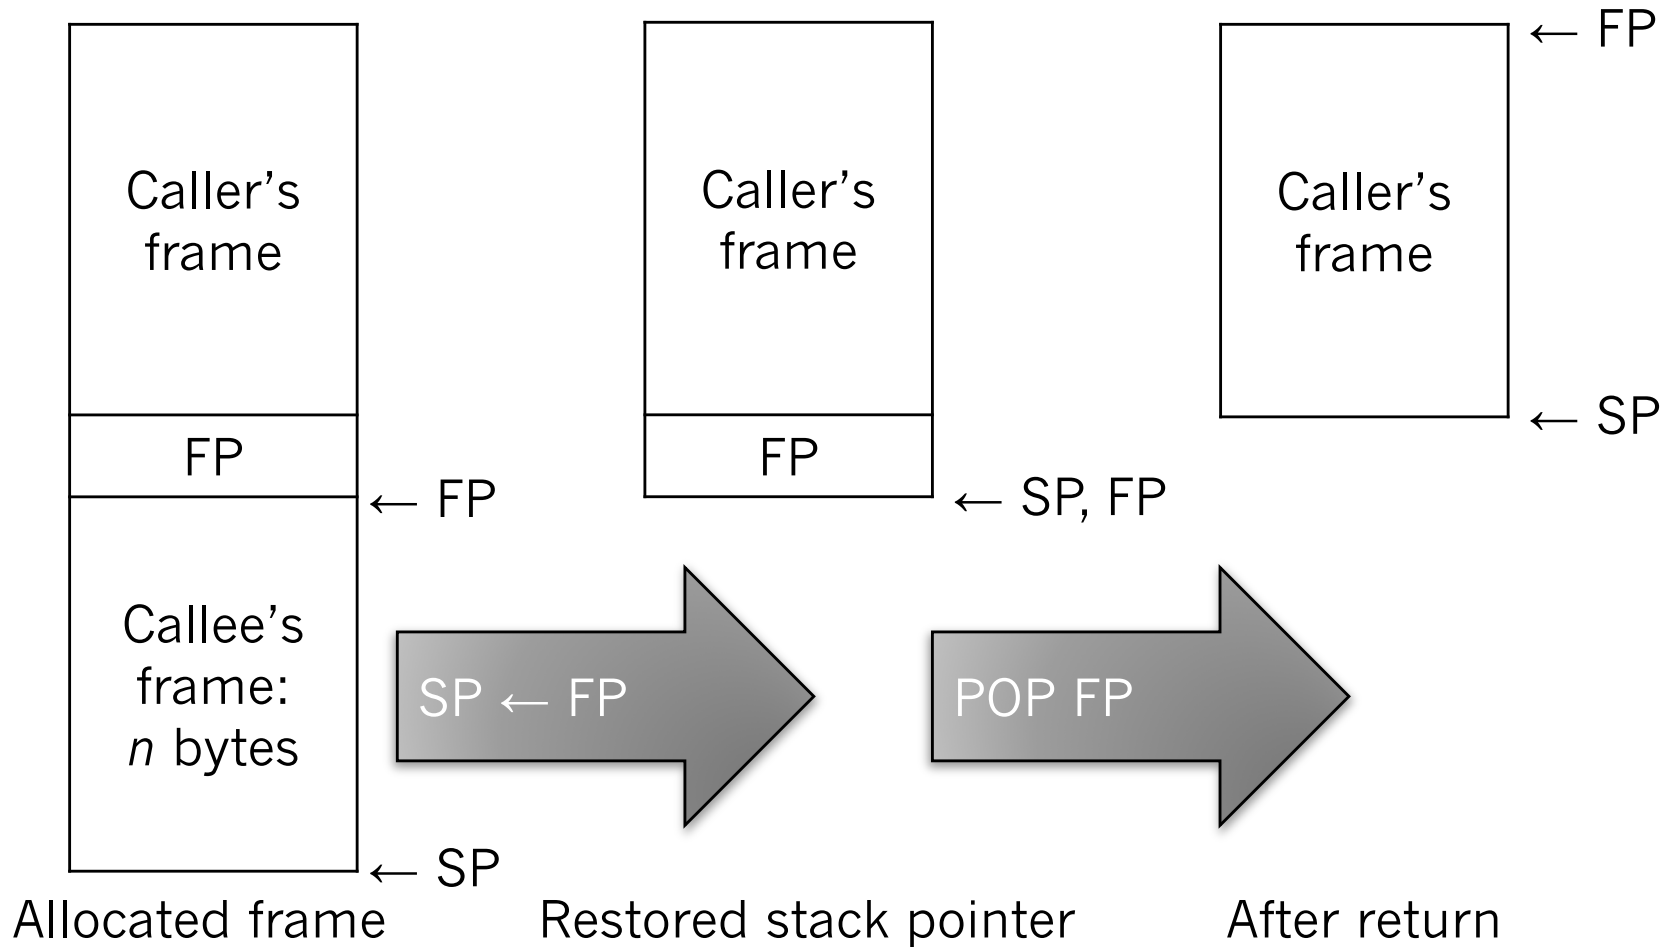 Caller’s
frame
FP
← FP
Callee’s
frame:
n bytes
← SP
Allocated frame
SP ← FP
Caller’s
frame
FP
← SP, FP
Restored stack pointer
POP FP
← FP
Caller’s
frame
← SP
After return